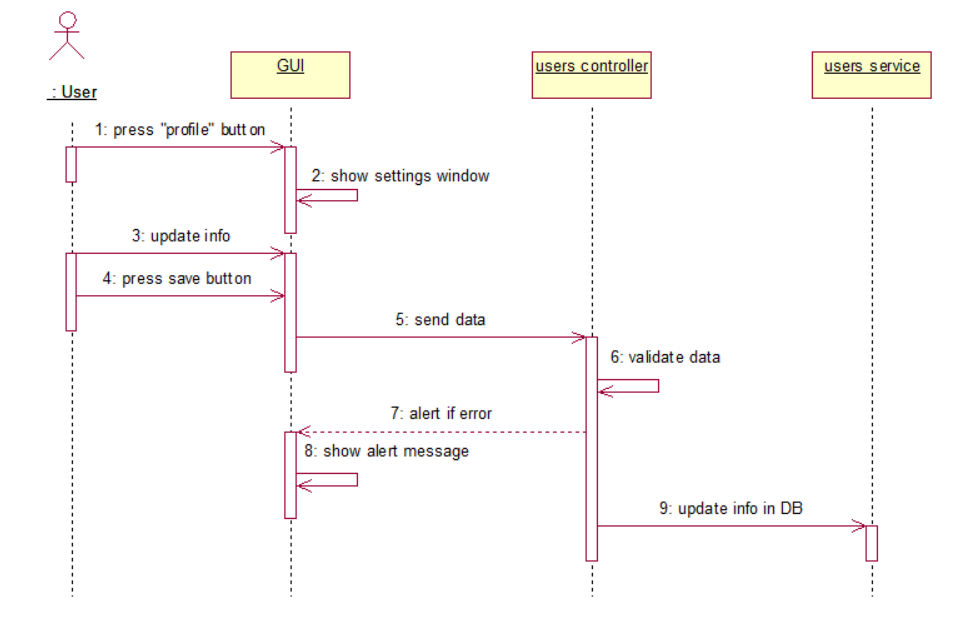 GUI
users controller
users service
: User
1: press "profile" button
2: show settings window
3: update info
4: press save button
5: send data
6: validate data
7: alert if error
8: show alert message
9: update info in DB